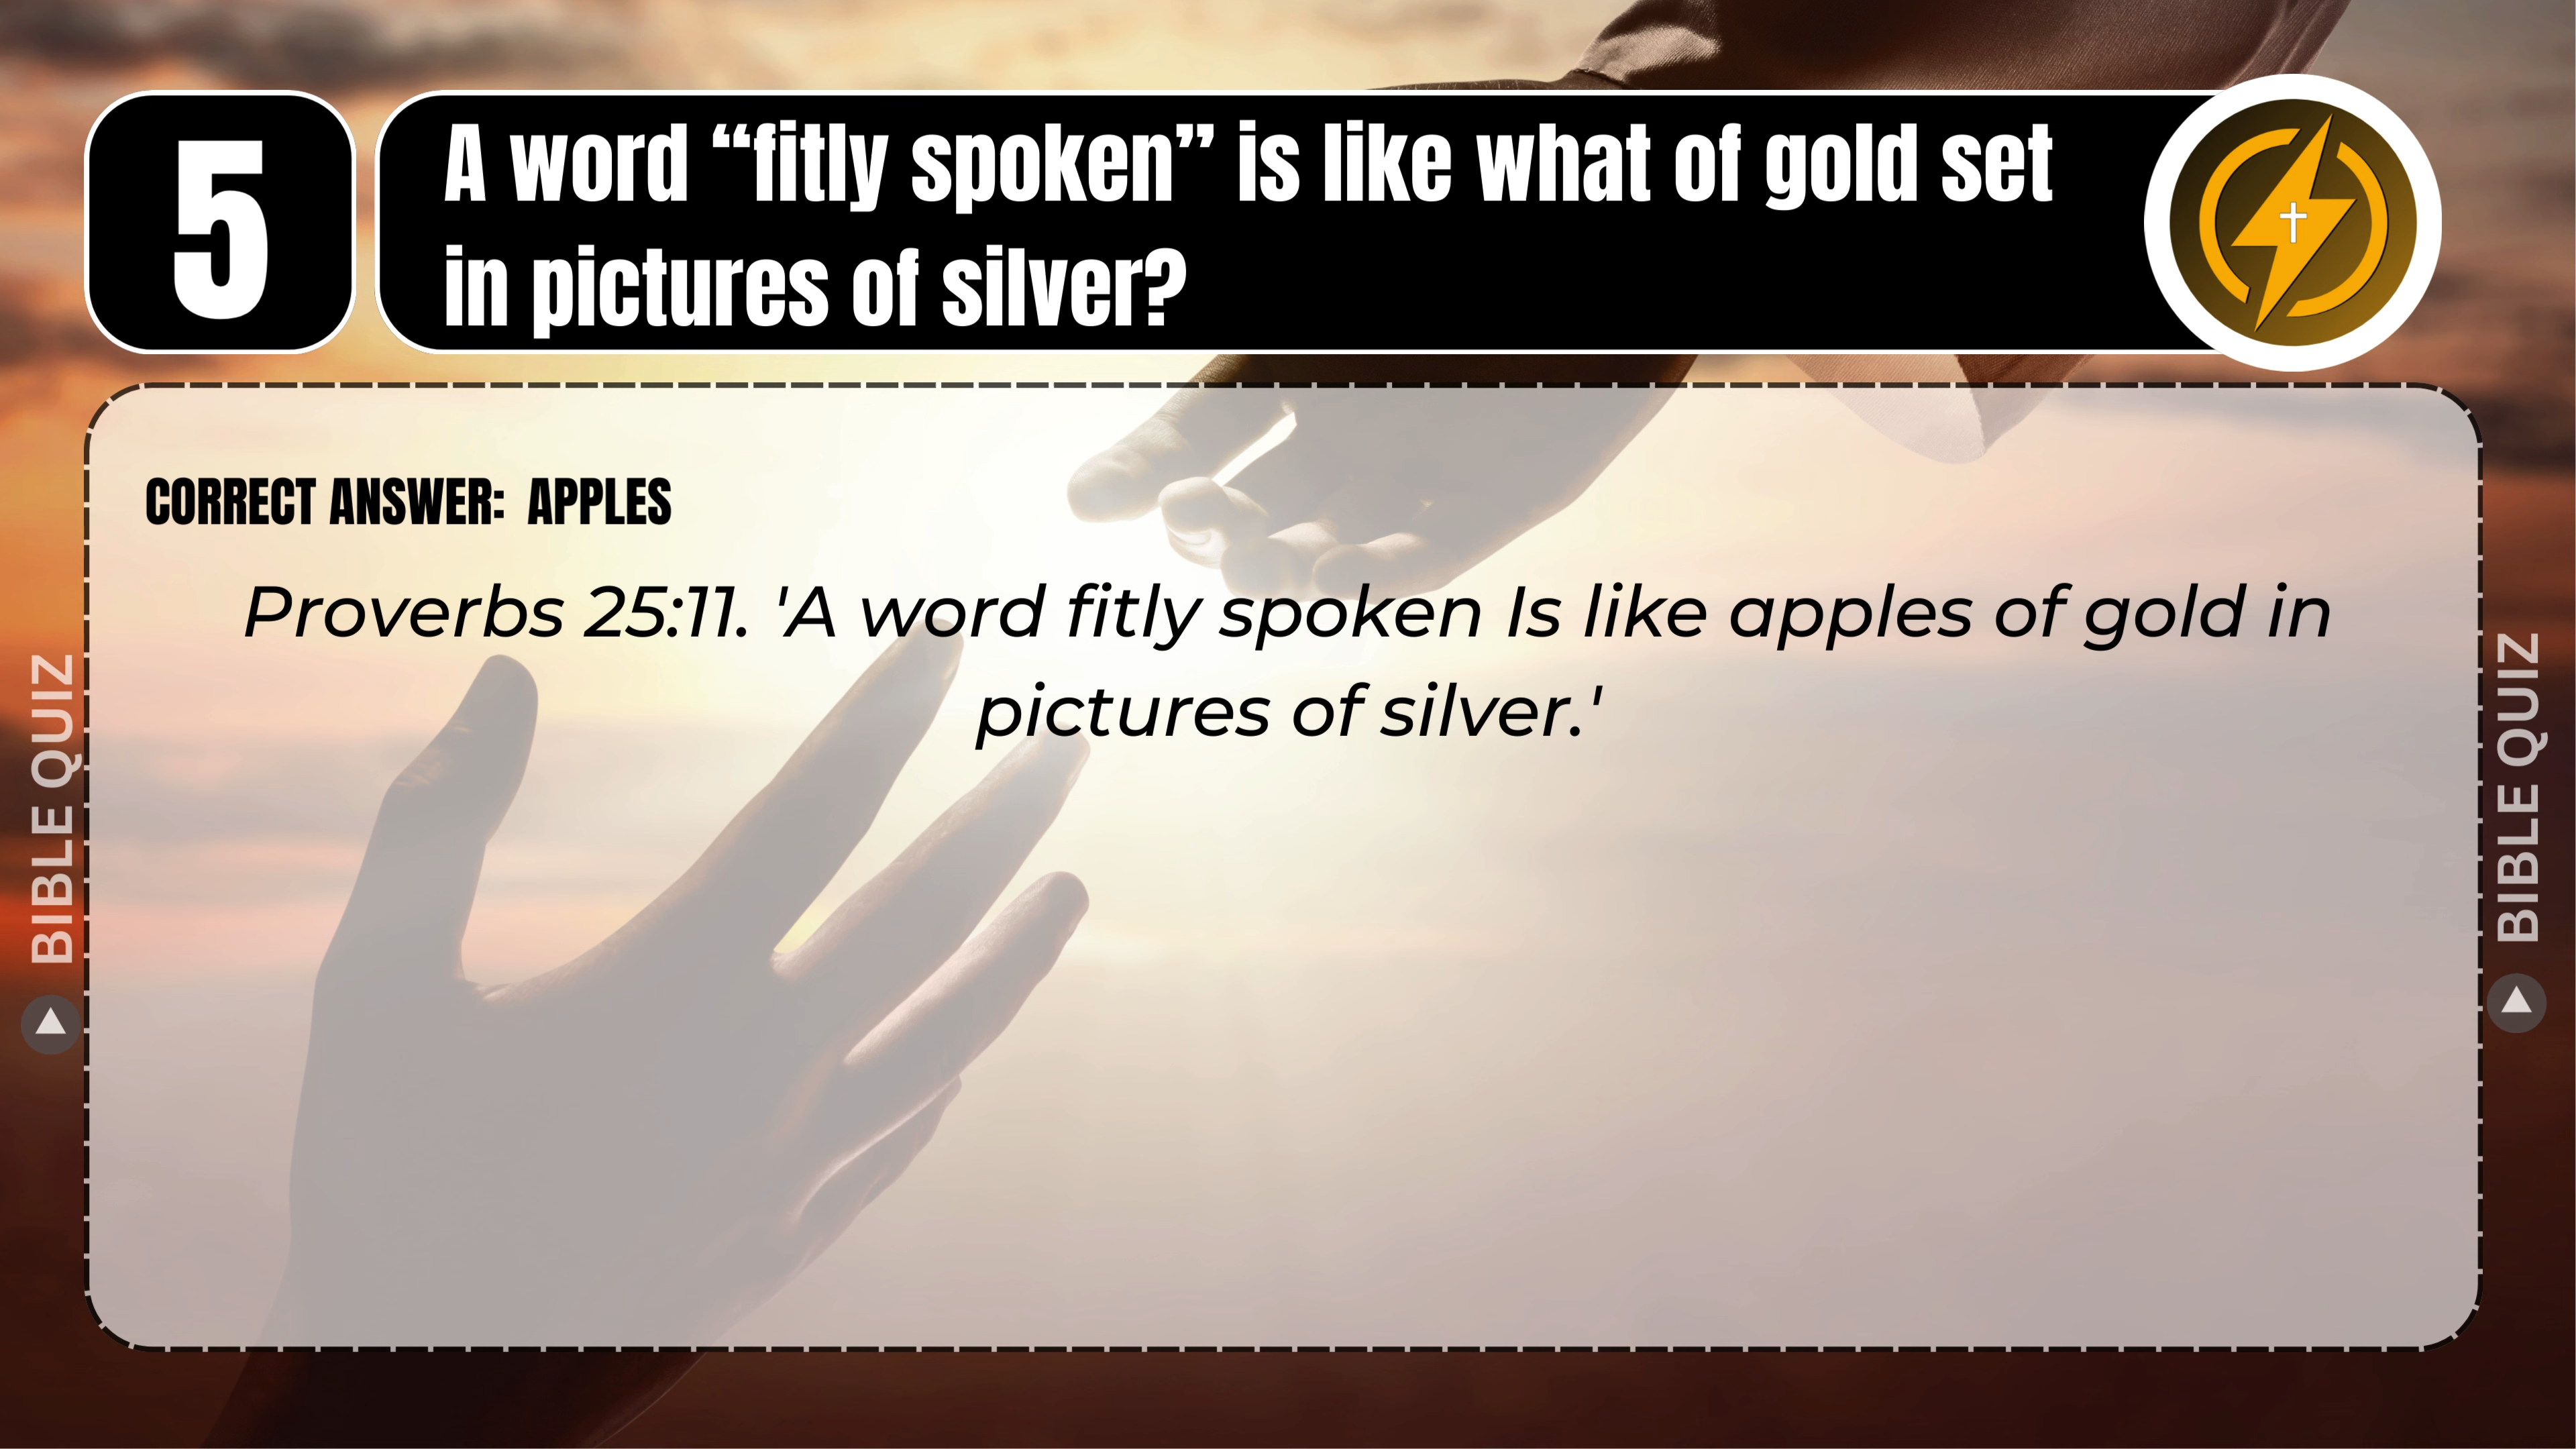 5
A word “fitly spoken” is like what of gold set
in pictures of silver?
CORRECT ANSWER: APPLES
Proverbs 25:11. 'A word fitly spoken Is like apples of gold in
pictures of silver.'
BIBLE QUIZ
BIBLE QUIZ